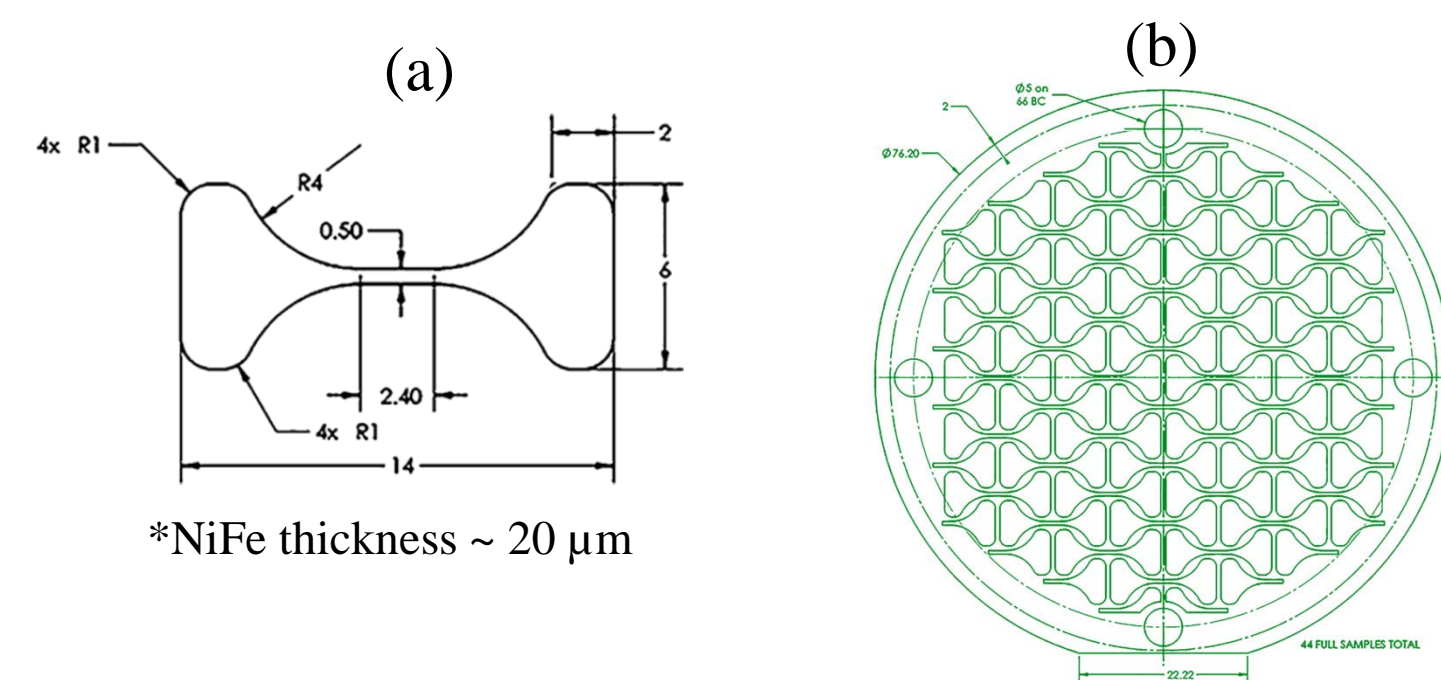 (a)
4x R1
R4
0.50
2
6
2.40
4x R1
14
*NiFe thickness ~ 20 µm
(b)
Ø5 on
66 BC
2
Ø76.20
44 FULL SAMPLES TOTAL
22.22